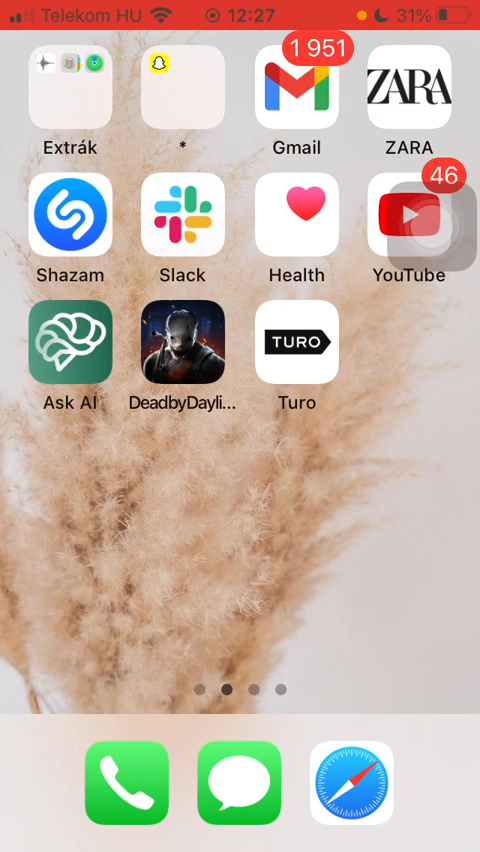 Telekom HU 12:27 31%
1 951
Extrák * Gmail ZARA
ZARA
46
Shazam Slack Health YouTube
TURO
Ask AI DeadbyDayli... Turo